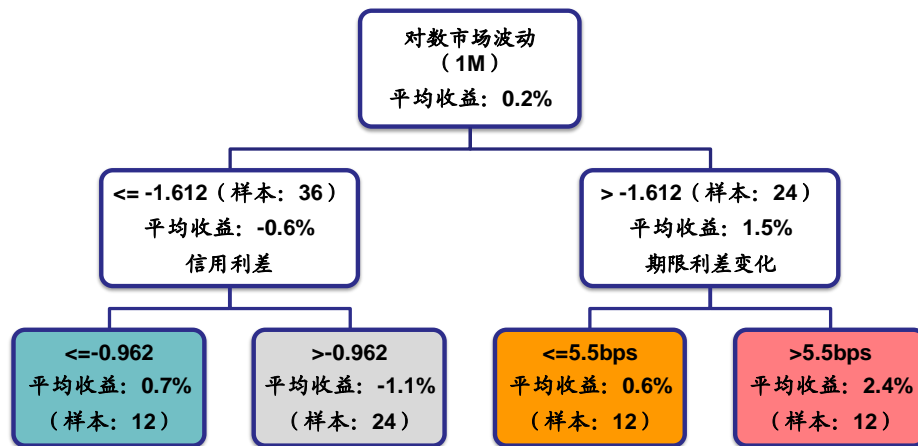 对数市场波动
（1M）
平均收益：0.2%
<= -1.612（样本：36）
平均收益：-0.6%
信用利差
> -1.612（样本：24）
平均收益：1.5%
期限利差变化
<=-0.962
平均收益：0.7%
（样本：12）
>-0.962
平均收益：-1.1%
（样本：24）
<=5.5bps
平均收益：0.6%
（样本：12）
>5.5bps
平均收益：2.4%
（样本：12）